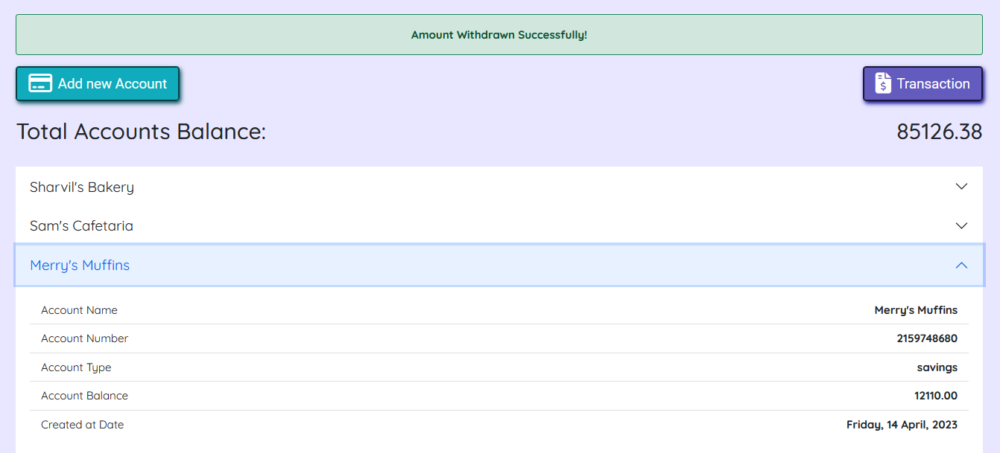 Amount Withdrawn Successfully!
Add new Account
Transaction
Total Accounts Balance: 85126.38
Sharvil's Bakery
Sam's Cafetaria
Merry's Muffins
Account Name Merry's Muffins
Account Number 2159748680
Account Type savings
Account Balance 12110.00
Created at Date Friday, 14 April, 2023